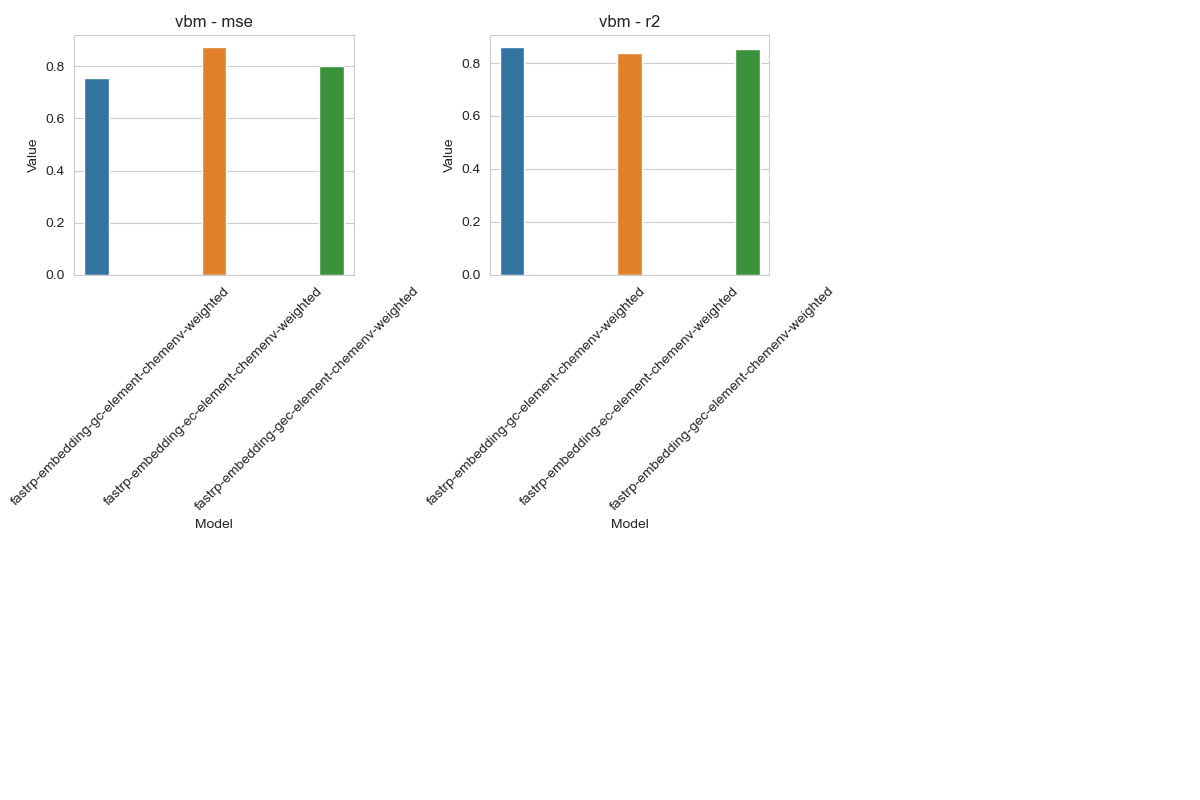 vbm - mse
Value
0.8
0.6
0.4
0.2
0.0
fastrp-embedding-gc-element-chemenv-weighted
fastrp-embedding-ec-element-chemenv-weighted
fastrp-embedding-gec-element-chemenv-weighted
Model
vbm - r2
Value
0.8
0.6
0.4
0.2
0.0
fastrp-embedding-gc-element-chemenv-weighted
fastrp-embedding-ec-element-chemenv-weighted
fastrp-embedding-gec-element-chemenv-weighted
Model